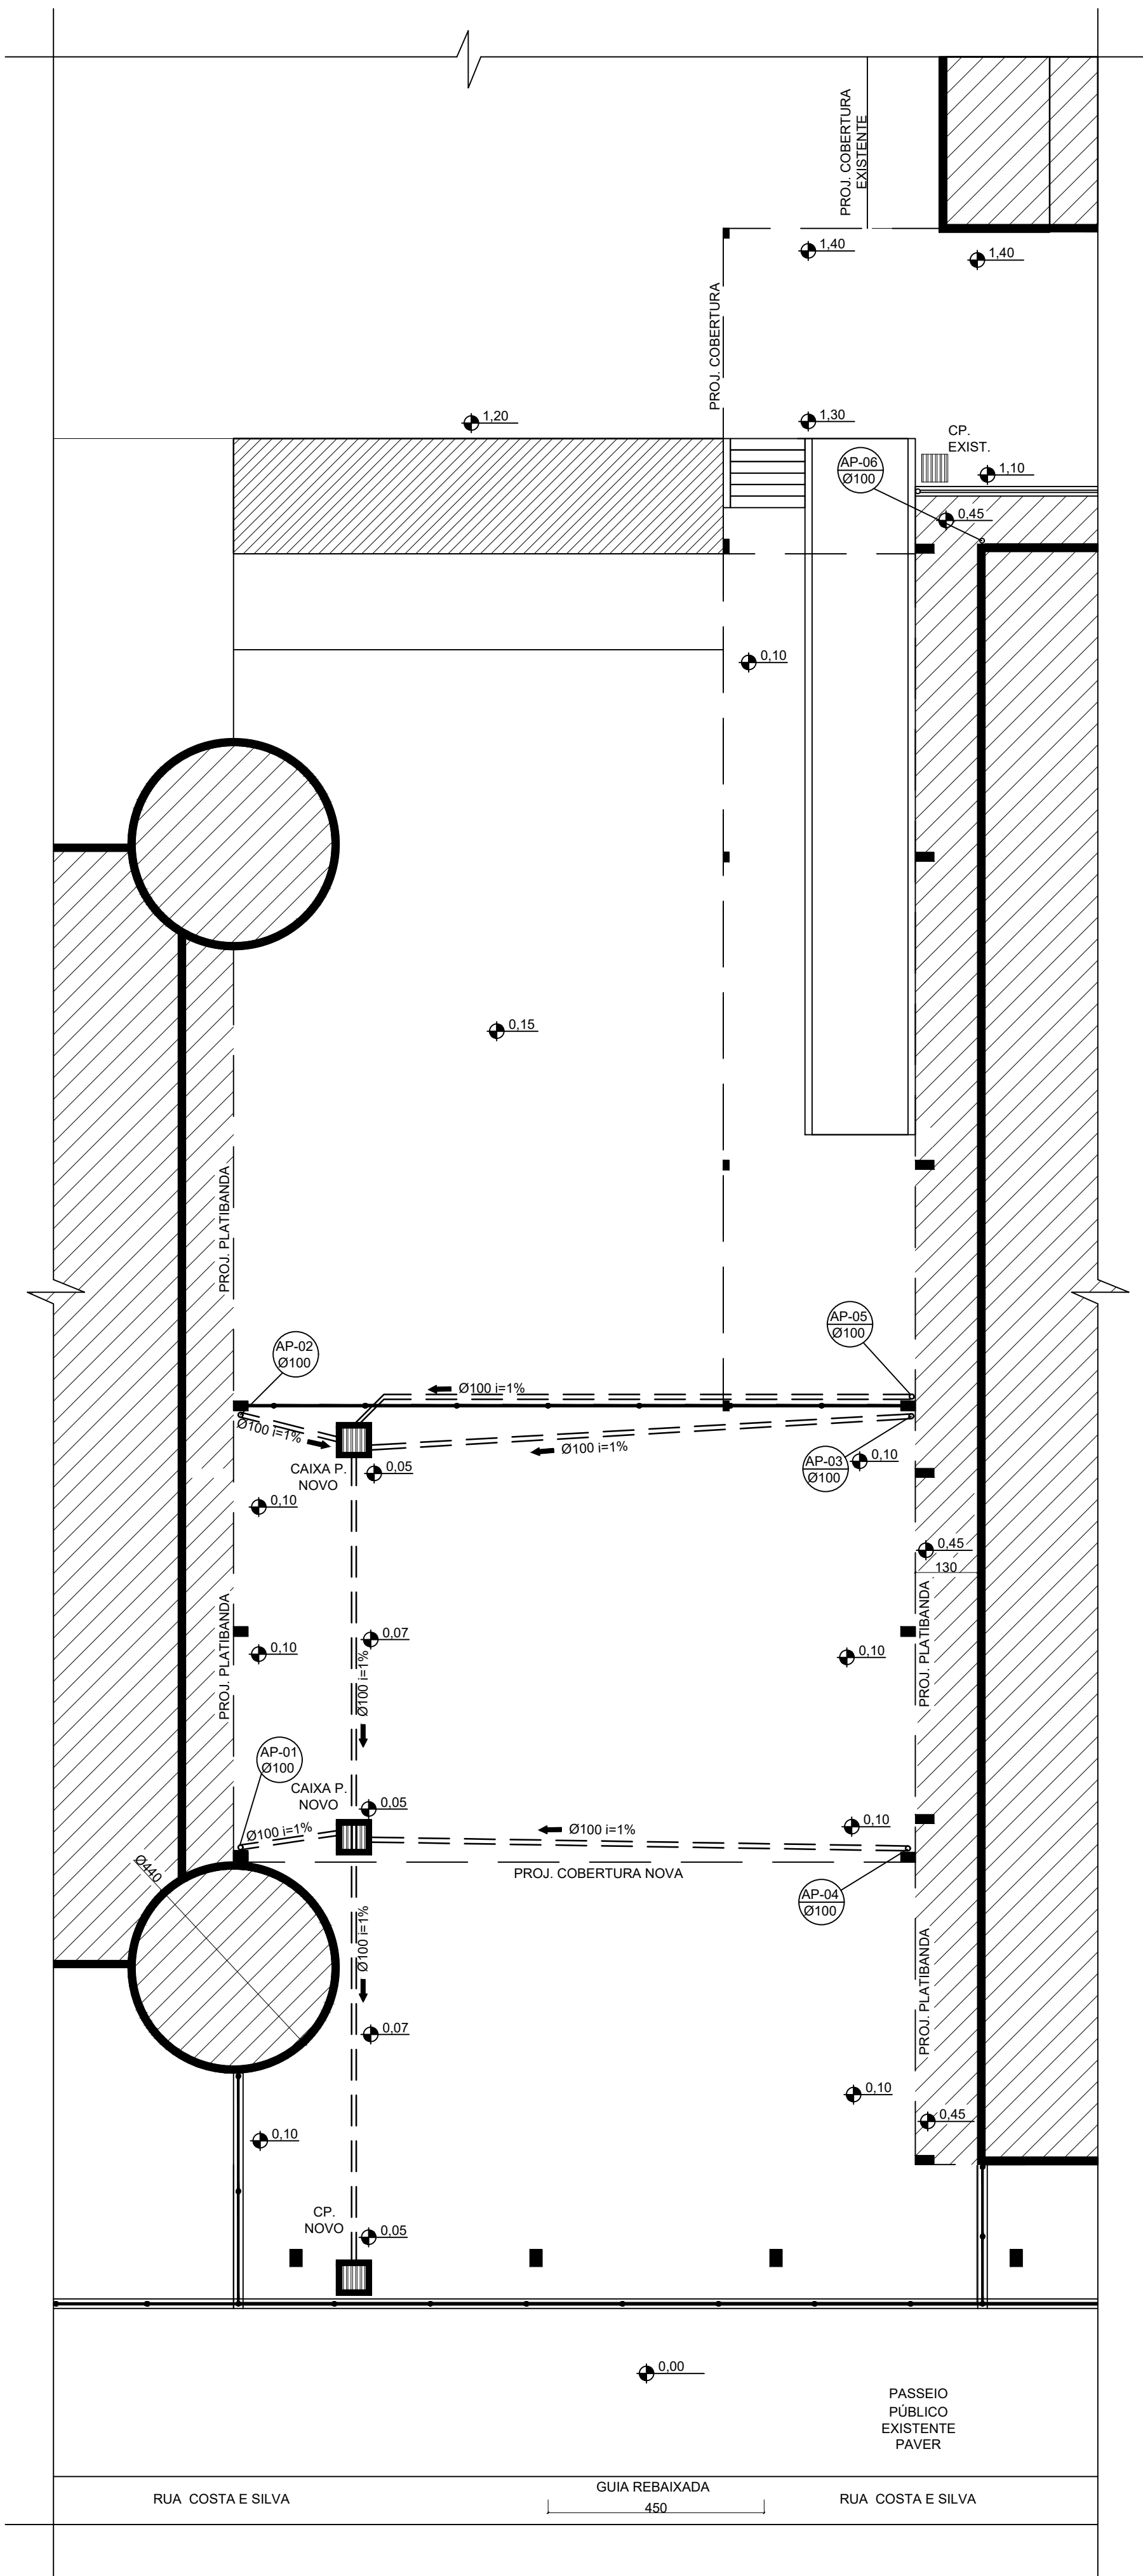 PROJ. COBERTURA
EXISTENTE
1,40
1,40
PROJ. COBERTURA
1,20
1,30
CP.
EXIST.
AP-06
Ø100
1,10
0,45
0,10
0,15
PROJ. PLATIBANDA
AP-02
Ø100
AP-05
Ø100
Ø100 i=1%
Ø100 i=1%
Ø100 i=1%
CAIXA P.
NOVO
0,05
AP-03
Ø100
0,10
0,10
0,45
130
PROJ. PLATIBANDA
0,10
0,07
Ø100 i=1%
0,10
PROJ. PLATIBANDA
AP-01
Ø100
CAIXA P.
NOVO
0,05
0,10
Ø100 i=1%
Ø100 i=1%
PROJ. COBERTURA NOVA
Ø440
AP-04
Ø100
Ø100 i=1%
PROJ. PLATIBANDA
0,07
0,10
0,45
0,10
CP.
NOVO
0,05
0,00
PASSEIO
PÚBLICO
EXISTENTE
PAVER
RUA COSTA E SILVA
GUIA REBAIXADA
450
RUA COSTA E SILVA